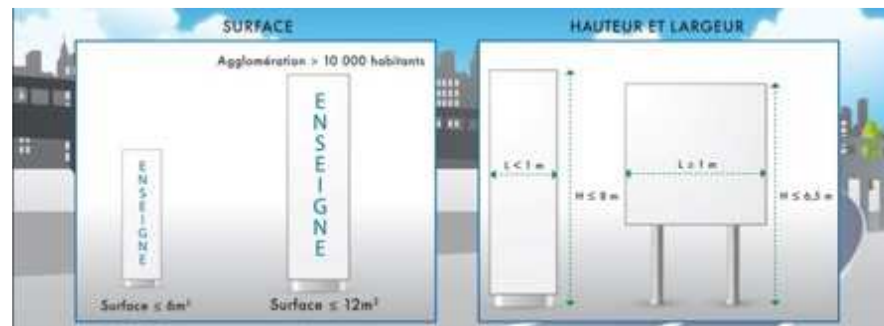 SURFACE
Agglomération > 10 000 habitants
ENSEIGNE
ENSEIGNE
Surface ≤ 6m²
Surface ≤ 12m²
HAUTEUR ET LARGEUR
L < 1 m
H ≤ 8 m
L ≥ 1 m
H ≤ 6,5 m